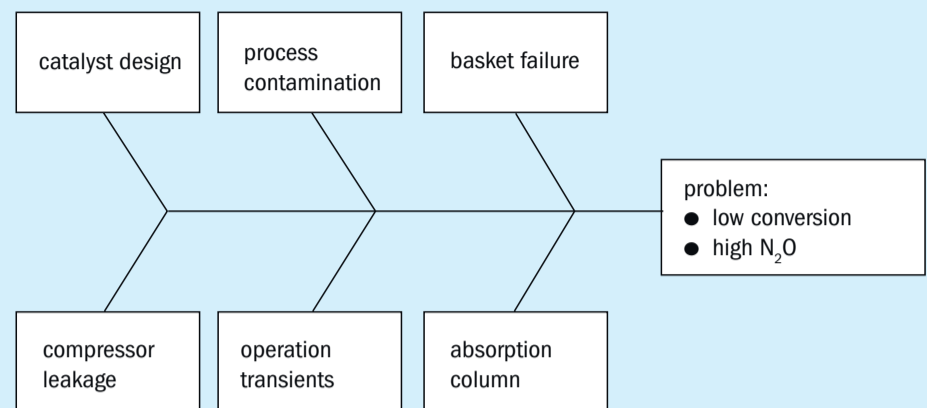 catalyst design
process
contamination
basket failure
problem:
● low conversion
● high N₂O
compressor
leakage
operation
transients
absorption
column